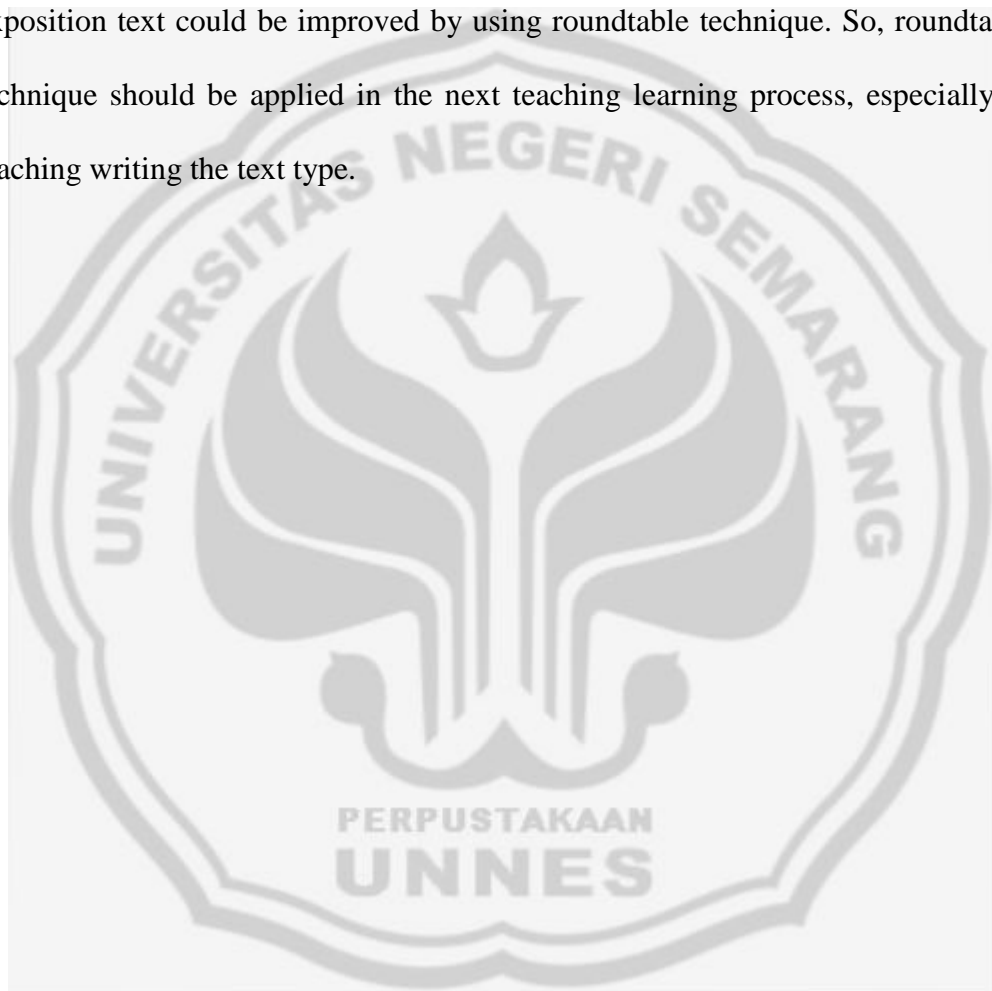 xposition text could be improved by using roundtable technique. So, roundta
chnique should be applied in the next teaching learning process, especially
aching writing the text type.
UNIVERSITAS NEGERI SEMARANG
PERPUSTAKAAN
UNNES